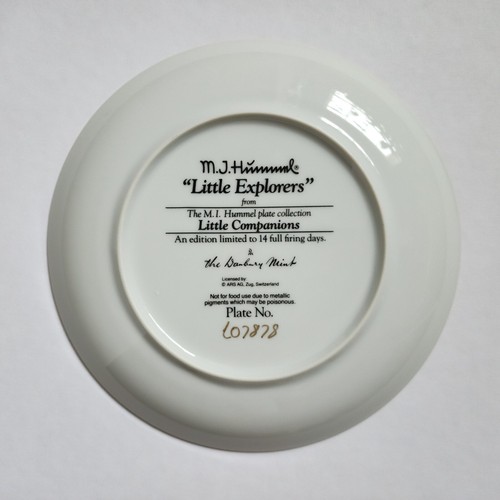 M.J. Hummel®
"Little Explorers"
from
The M.I. Hummel plate collection
Little Companions
An edition limited to 14 full firing days.
The Danbury Mint
Licensed by
© ARS AG, Zug, Switzerland
Not for food use due to metallic
pigments which may be poisonous.
Plate No.
LO7878